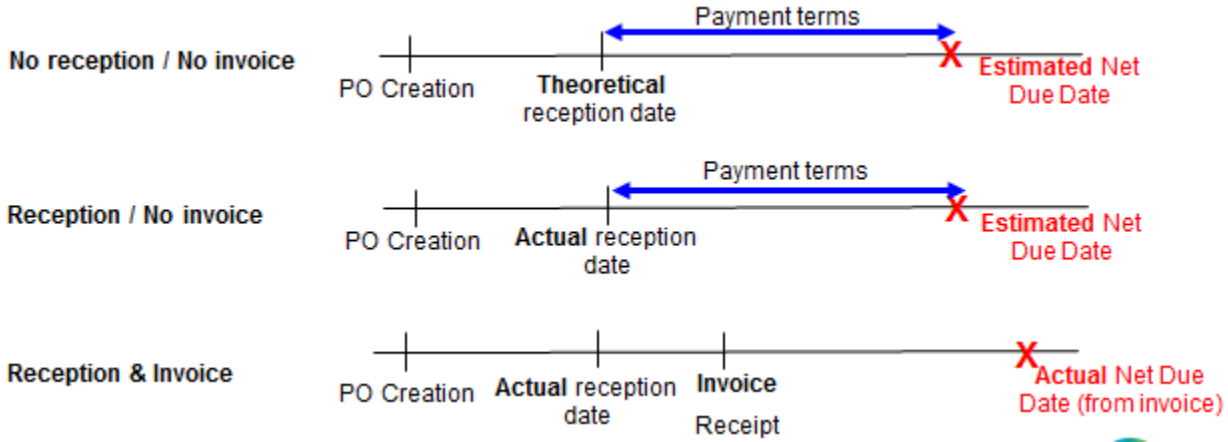 Payment terms
No reception / No invoice
PO Creation
Theoretical
reception date
X
Estimated Net
Due Date
Payment terms
Reception / No invoice
PO Creation
Actual reception
date
X
Estimated Net
Due Date
Reception & Invoice
PO Creation
Actual reception
date
Invoice
Receipt
X
Actual Net Due
Date (from invoice)